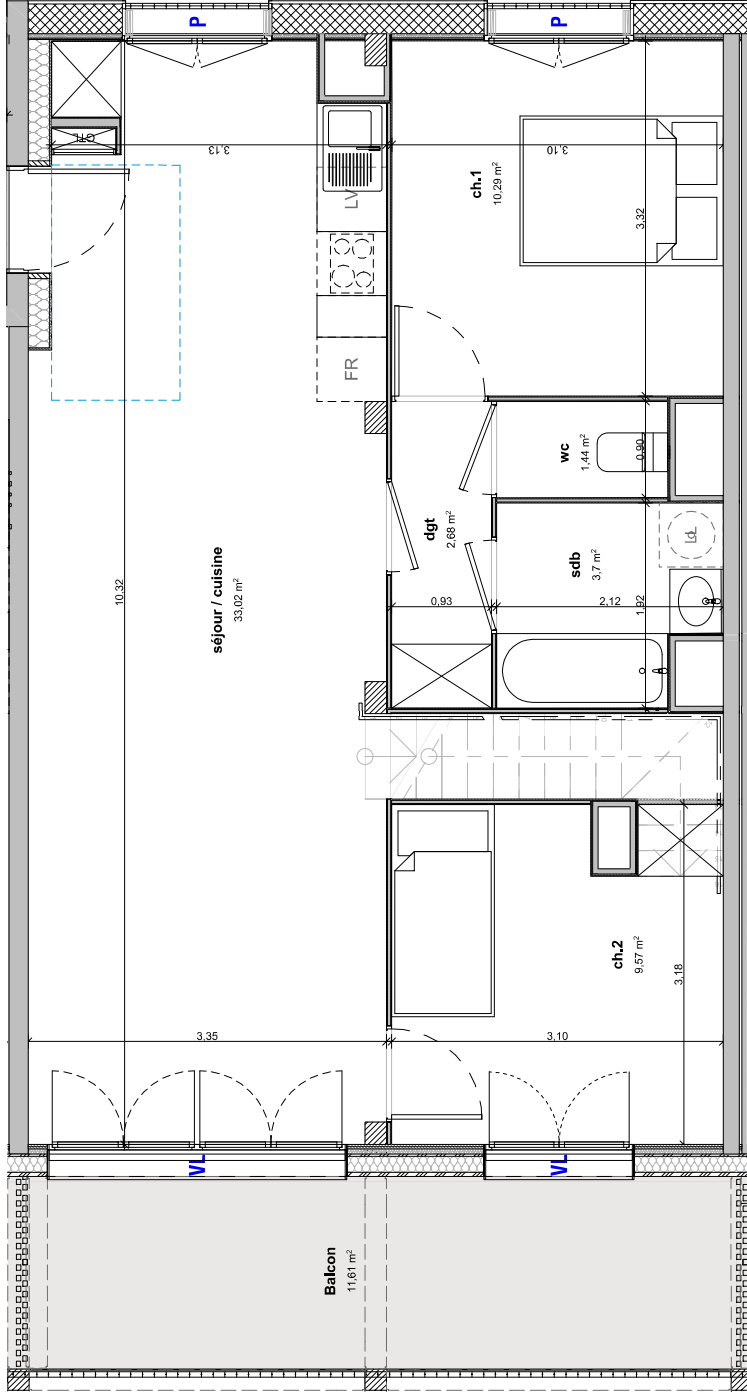 P
P
GTL
3,13
3,10
ch.1
10,29 m²
3,32
LV
FR
wc
1,44 m²
0,90
dgt
2,68 m²
sdb
3,7 m²
LL
séjour / cuisine
33,02 m²
10,32
0,93
2,12
1,92
ch.2
9,57 m²
3,18
3,35
3,10
VL
VL
Balcon
11,61 m²